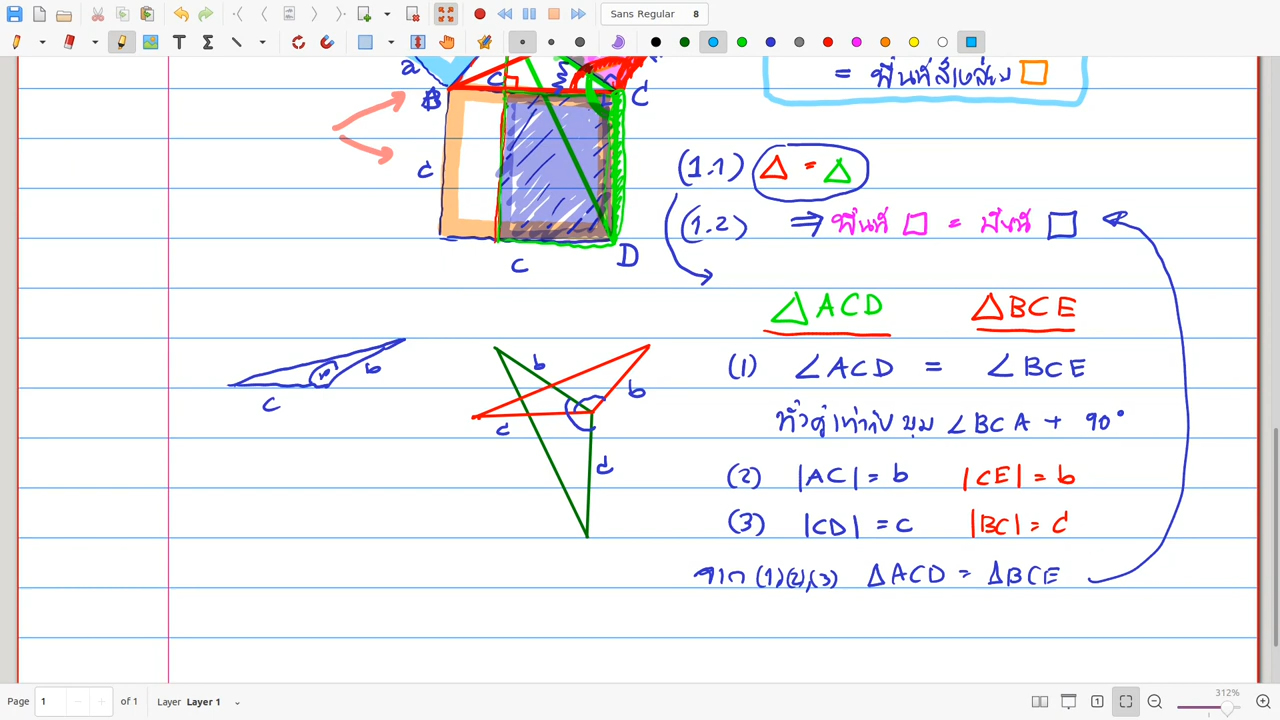 Sans Regular 8
a
B C C
= พื้นที่สี่เหลี่ยม □
c
(1.1) △ = △
(1.2) ⇒ พื้นที่ □ = พื้นที่ □
C D
△ACD △BCE
b b
c c c
(1) ∠ACD = ∠BCE
ทั้งคู่เท่ากับมุม ∠BCA + 90°
(2) |AC| = b |CE| = b
(3) |CD| = c |BC| = c
จาก (1),(2),(3) △ACD = △BCE
b
Page 1 of 1 Layer Layer 1 312%